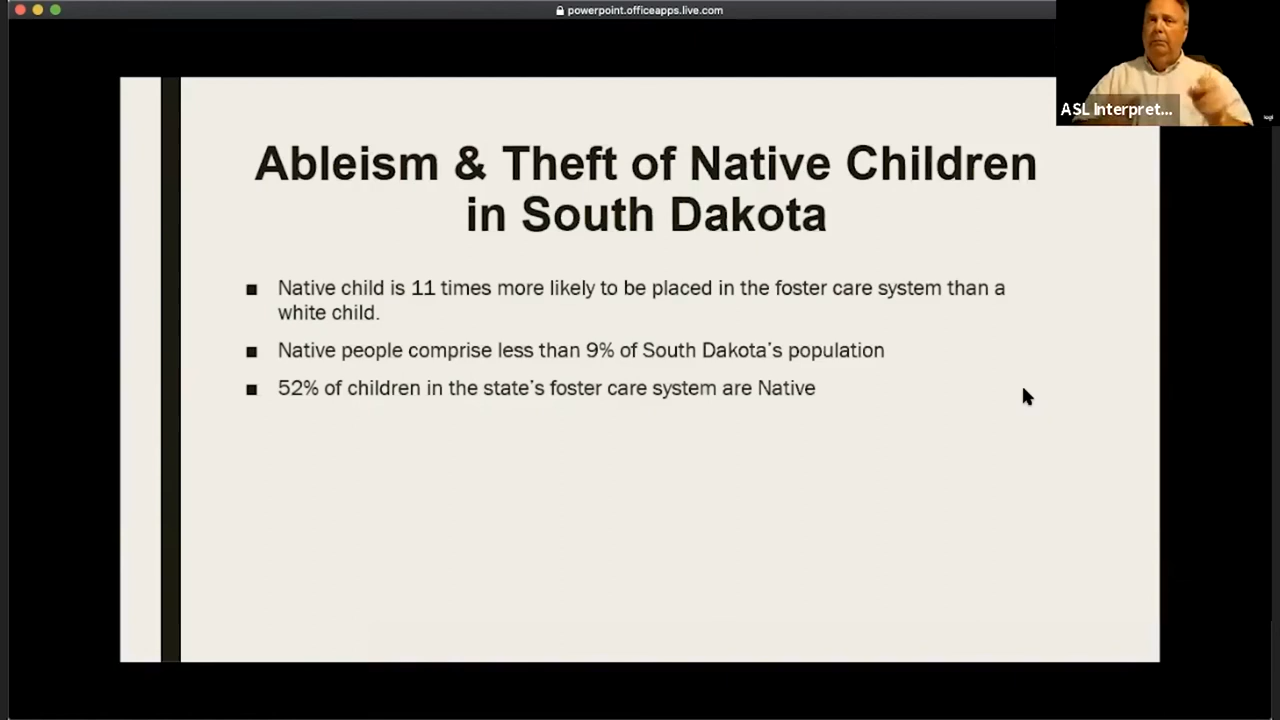 powerpoint.officeapps.live.com
ASL Interpret...
Ableism & Theft of Native Children
in South Dakota
■ Native child is 11 times more likely to be placed in the foster care system than a
white child.
■ Native people comprise less than 9% of South Dakota’s population
■ 52% of children in the state’s foster care system are Native